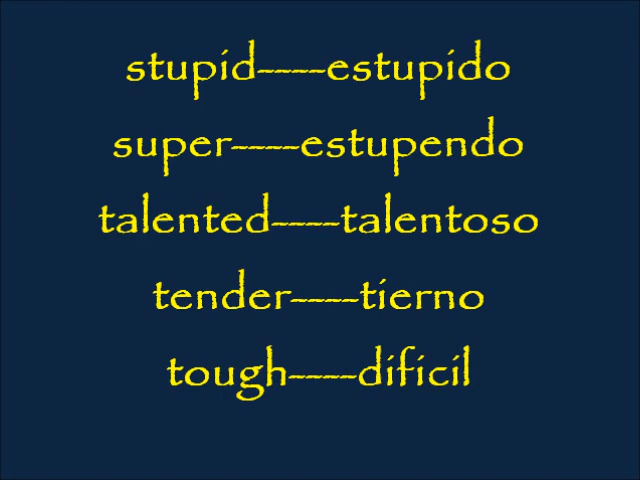 stupid----estupido
super----estupendo
talented----talentoso
tender----tierno
tough----dificil